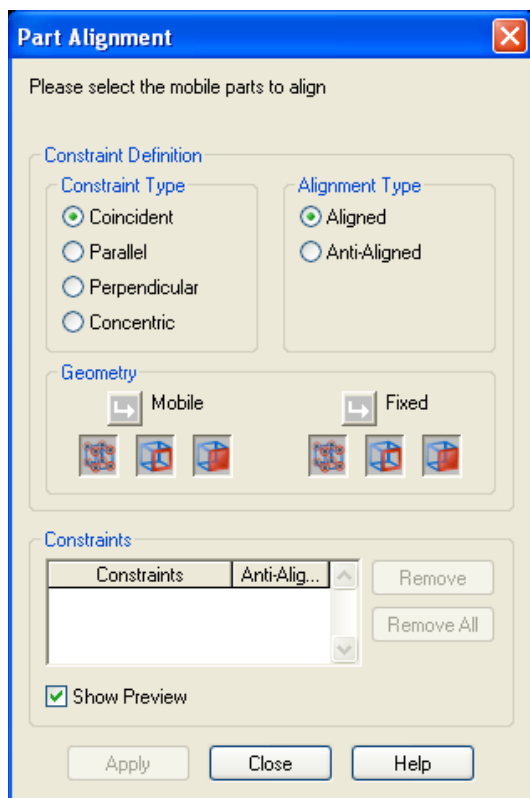 Part Alignment
Please select the mobile parts to align
Constraint Definition
Constraint Type
Coincident
Parallel
Perpendicular
Concentric
Alignment Type
Aligned
Anti-Aligned
Geometry
Mobile
Fixed
Constraints
Constraints Anti-Alig...
Remove
Remove All
Show Preview
Apply Close Help